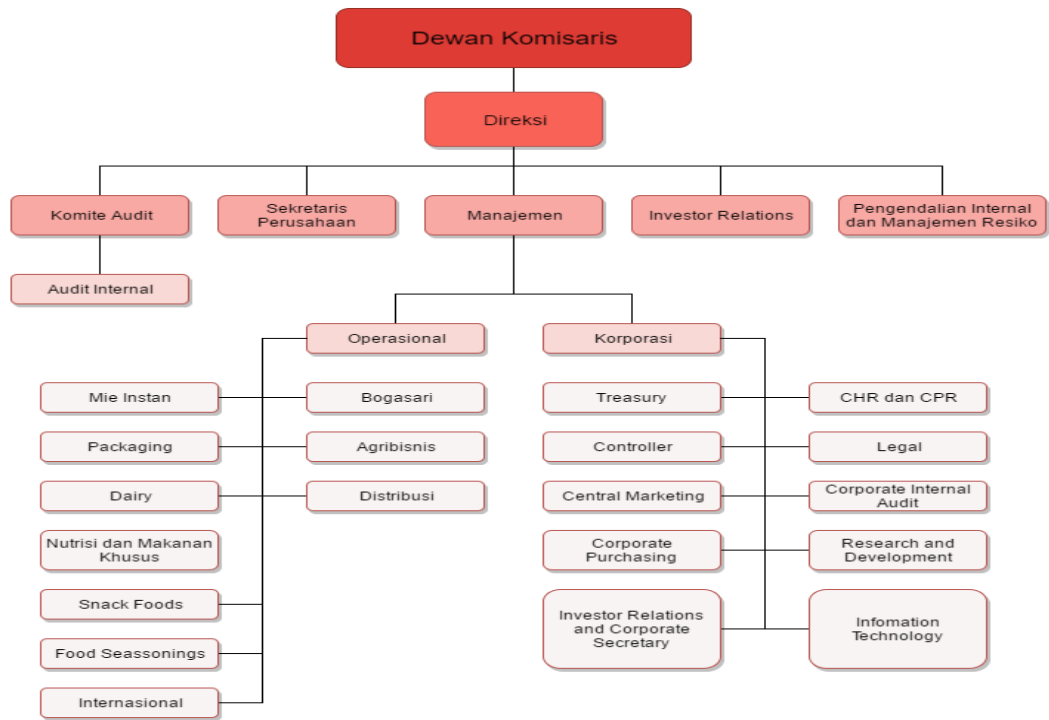 Dewan Komisaris
Direksi
Komite Audit
Sekretaris
Perusahaan
Manajemen
Investor Relations
Pengendalian Internal
dan Manajemen Resiko
Audit Internal
Operasional
Korporasi
Mie Instan
Bogasari
Treasury
CHR dan CPR
Packaging
Agribisnis
Controller
Legal
Dairy
Distribusi
Central Marketing
Corporate Internal
Audit
Nutrisi dan Makanan
Khusus
Corporate
Purchasing
Research and
Development
Snack Foods
Investor Relations
and Corporate
Secretary
Infomation
Technology
Food Seassonings
Internasional